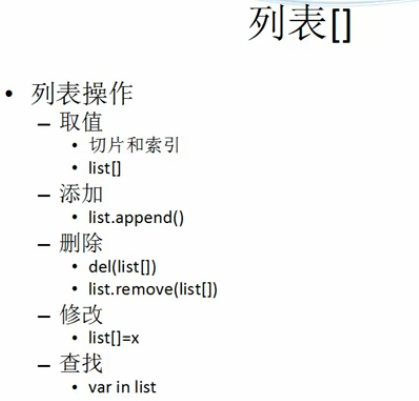 列表[]
• 列表操作
– 取值
• 切片和索引
• list[]
– 添加
• list.append()
– 删除
• del(list[])
• list.remove(list[])
– 修改
• list[]=x
– 查找
• var in list